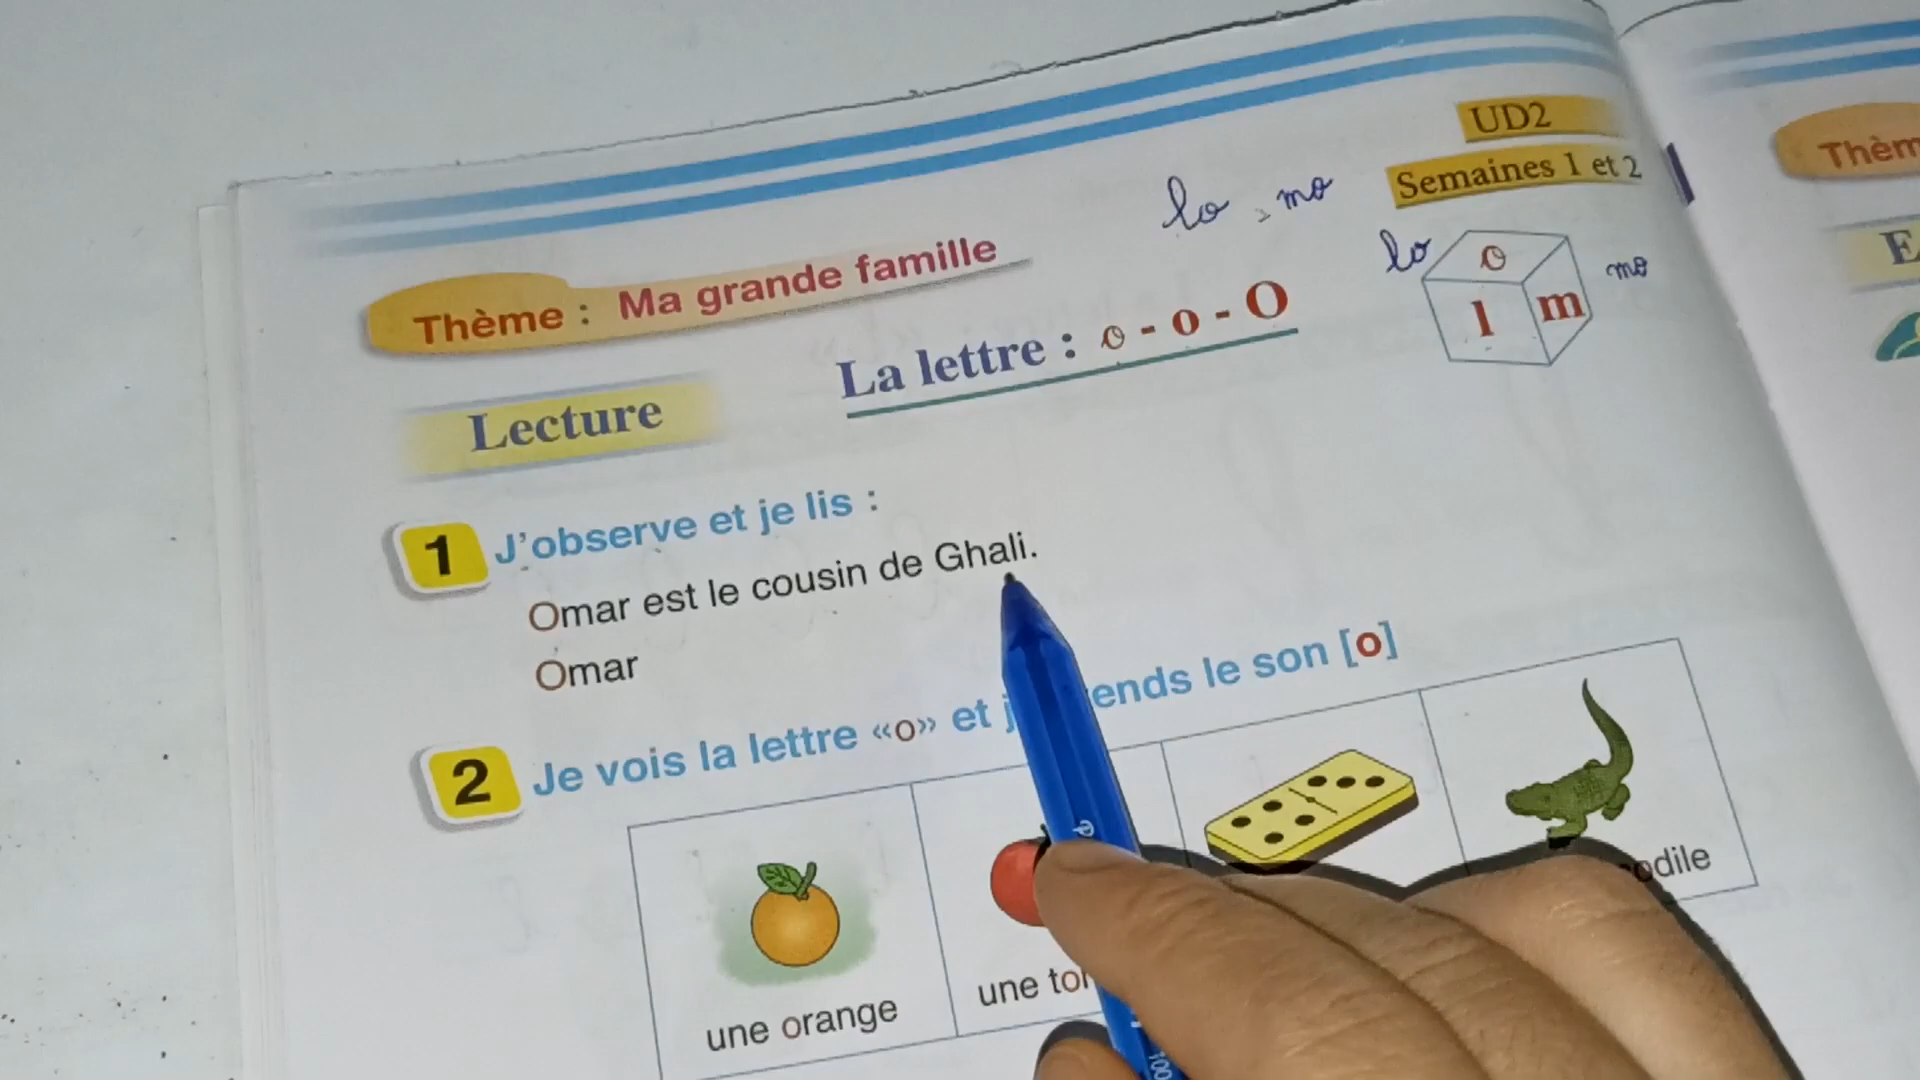 UD2
Semaines 1 et 2
lo, mo
lo
o
l
m
mo
Thème : Ma grande famille
La lettre : o - o - O
Lecture
1 J'observe et je lis :
Omar est le cousin de Ghali.
Omar
2 Je vois la lettre «o» et ends le son [o]
une orange
une
odile
Thèm
E
100